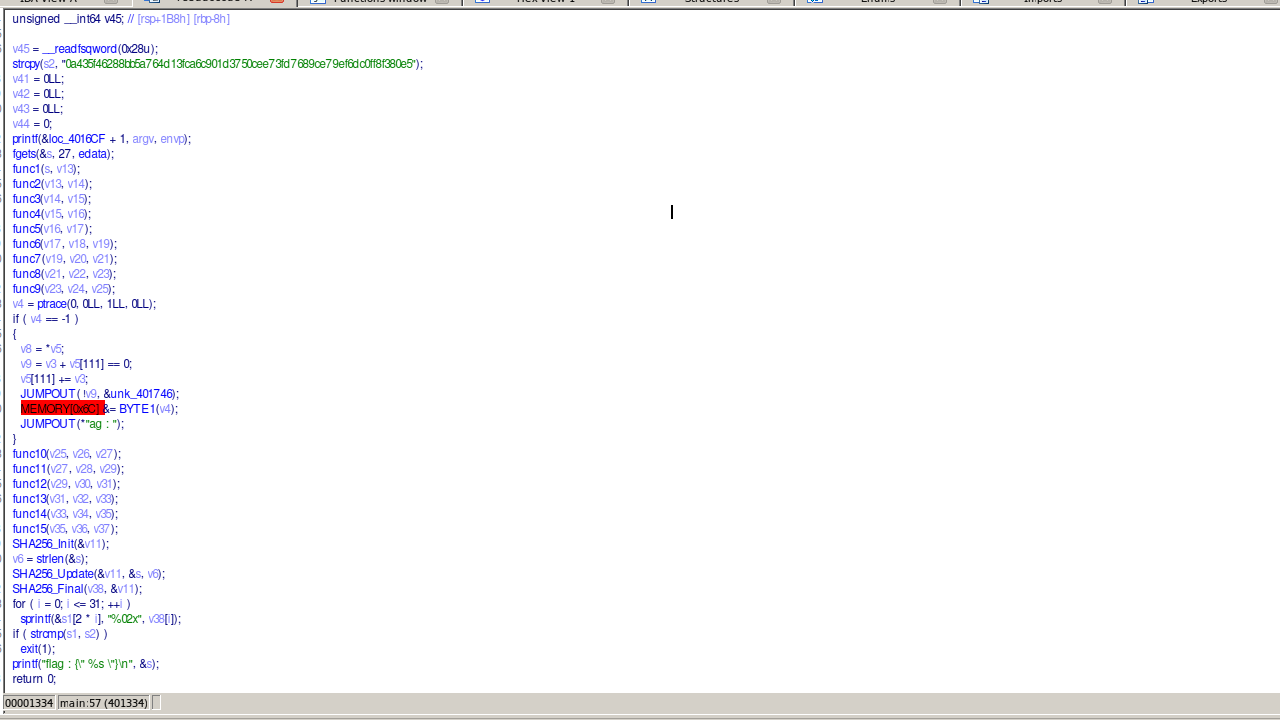 Functions window
Hex View-1
Structures
Enums
Imports
Exports
unsigned __int64 v45; // [rsp+1B8h] [rbp-8h]
v45 = __readfsqword(0x28u);
strcpy(s2, "0a435f46288bb5a764d13fca6c901d3750cee73fd7689ce79ef6dc0ff8f380e5");
v41 = 0LL;
v42 = 0LL;
v43 = 0LL;
v44 = 0;
printf(&loc_4016CF + 1, argv, envp);
fgets(&s, 27, edata);
func1(s, v13);
func2(v13, v14);
func3(v14, v15);
func4(v15, v16);
func5(v16, v17);
func6(v17, v18, v19);
func7(v19, v20, v21);
func8(v21, v22, v23);
func9(v23, v24, v25);
v4 = ptrace(0, 0LL, 1LL, 0LL);
if ( v4 == -1 )
{
v8 = *v5;
v9 = v3 + v5[111] == 0;
v5[111] += v3;
JUMPOUT( !v9, &unk_401746);
MEMORY[0x6C] &= BYTE1(v4);
JUMPOUT(*"ag : ");
}
func10(v25, v26, v27);
func11(v27, v28, v29);
func12(v29, v30, v31);
func13(v31, v32, v33);
func14(v33, v34, v35);
func15(v35, v36, v37);
SHA256_Init(&v11);
v6 = strlen(&s);
SHA256_Update(&v11, &s, v6);
SHA256_Final(v38, &v11);
for ( i = 0; i <= 31; ++i )
sprintf(&s1[2 * i], "%02x", v38[i]);
if ( strcmp(s1, s2) )
exit(1);
printf("flag : {\" %s \"}\n", &s);
return 0;
00001334 main:57 (401334)